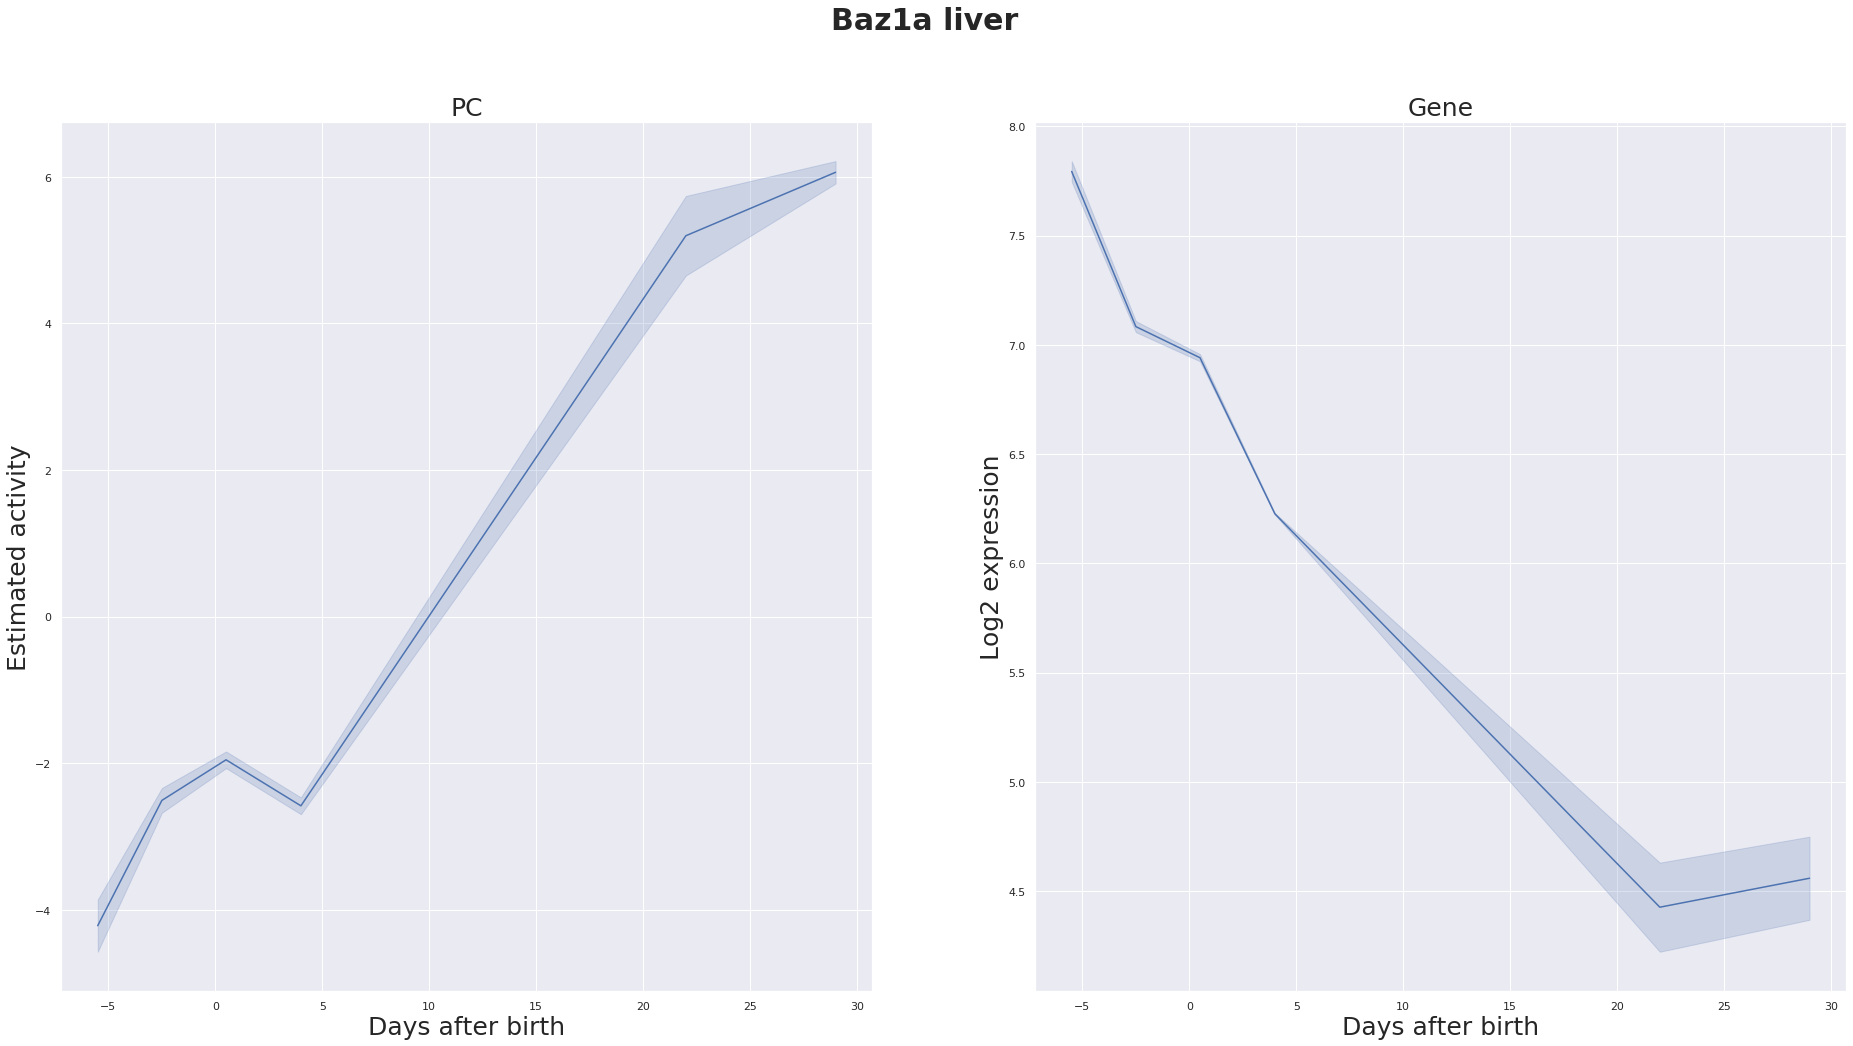 Baz1a liver
PC
Estimated activity
6
4
2
0
−2
−4
−5 0 5 10 15 20 25 30
Days after birth
Gene
Log2 expression
8.0
7.5
7.0
6.5
6.0
5.5
5.0
4.5
−5 0 5 10 15 20 25 30
Days after birth